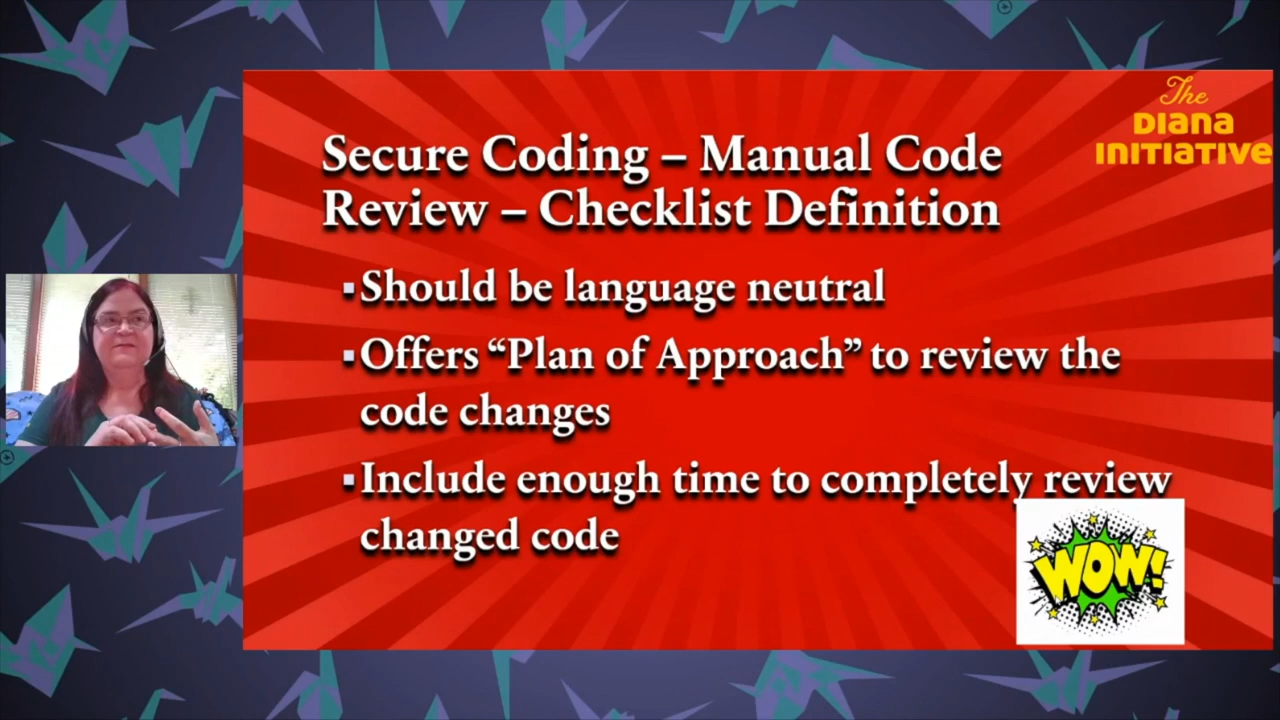 The
DIANA
INITIATIVE
Secure Coding – Manual Code
Review – Checklist Definition
▪Should be language neutral
▪Offers “Plan of Approach” to review the
code changes
▪Include enough time to completely review
changed code
WOW!